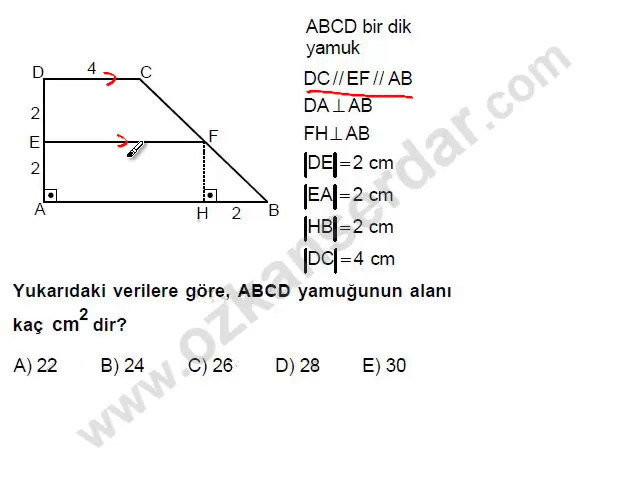 ABCD bir dik
yamuk
DC // EF // AB
DA ⊥ AB
FH ⊥ AB
|DE| = 2 cm
|EA| = 2 cm
|HB| = 2 cm
|DC| = 4 cm
D 4 C
2
E F
2
A H 2 B
Yukarıdaki verilere göre, ABCD yamuğunun alanı
kaç cm² dir?
A) 22 B) 24 C) 26 D) 28 E) 30
www.ozkanserdar.com